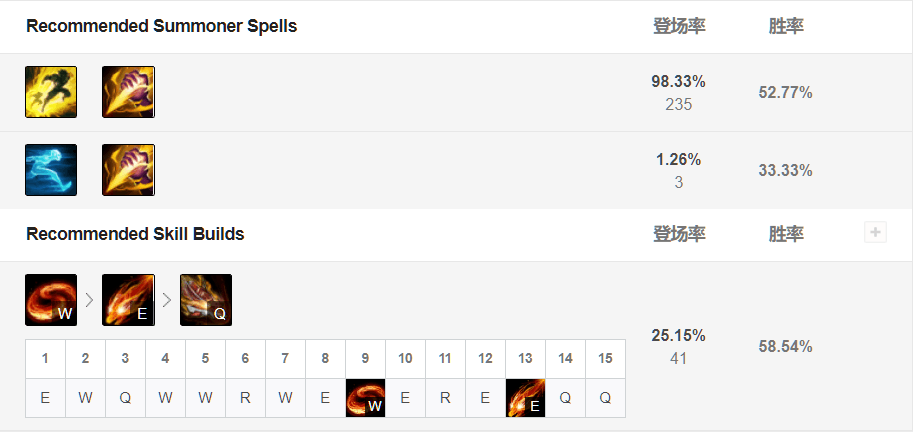 Recommended Summoner Spells 登场率 胜率
98.33% 52.77%
235
1.26% 33.33%
3
Recommended Skill Builds 登场率 胜率 +
W > E > Q
25.15% 58.54%
41
1 2 3 4 5 6 7 8 9 10 11 12 13 14 15
E W Q W W R W E W E R E E Q Q